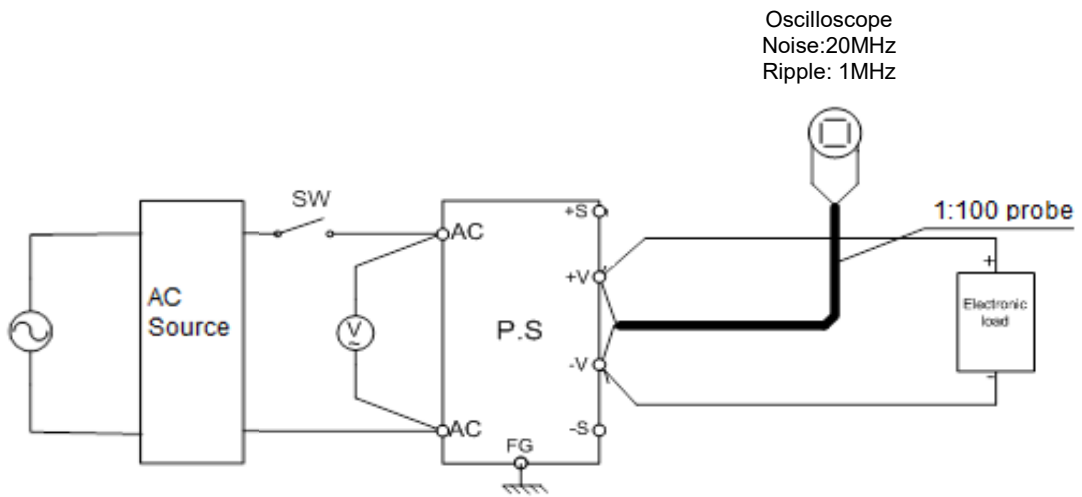 Oscilloscope
Noise:20MHz
Ripple: 1MHz
SW
+S
1:100 probe
AC
+V
+
AC
Source
V
~
P.S
Electronic
load
-V
-
AC
-S
FG